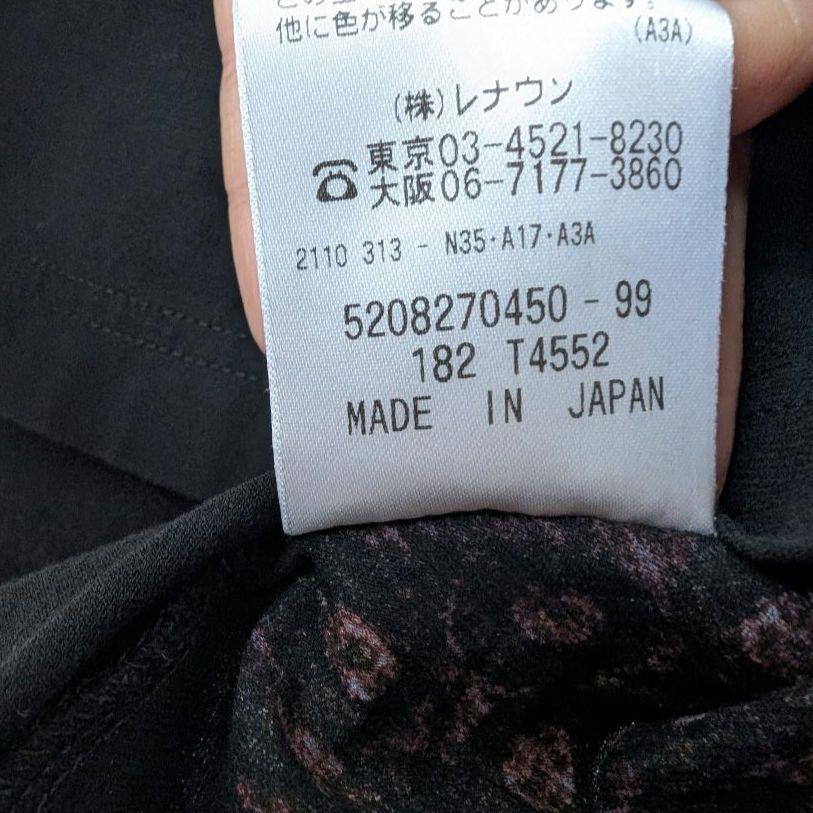 他に色が移ることがあります。
(A3A)
(株)レナウン
東京03-4521-8230
大阪06-7177-3860
2110 313 - N35・A17・A3A
5208270450 - 99
182 T4552
MADE IN JAPAN